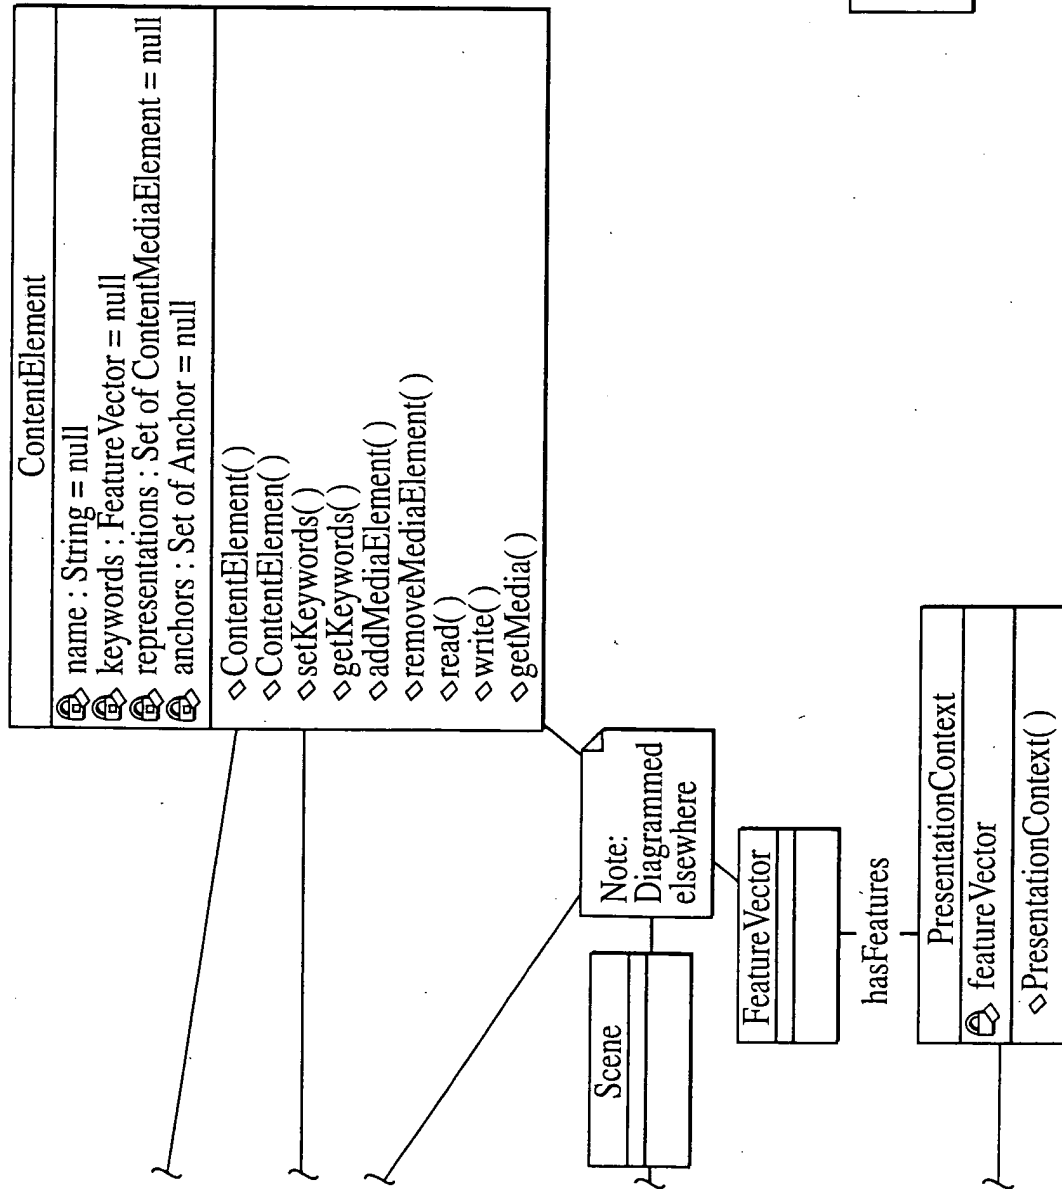 ContentElement
name : String = null
keywords : FeatureVector = null
representations : Set of ContentMediaElement = null
anchors : Set of Anchor = null
ContentElement( )
ContentElemen( )
setKeywords( )
getKeywords( )
addMediaElement( )
removeMediaElement( )
read( )
write( )
getMedia( )
Note:
Diagrammed
elsewhere
Scene
FeatureVector
hasFeatures
PresentationContext
featureVector
PresentationContext( )